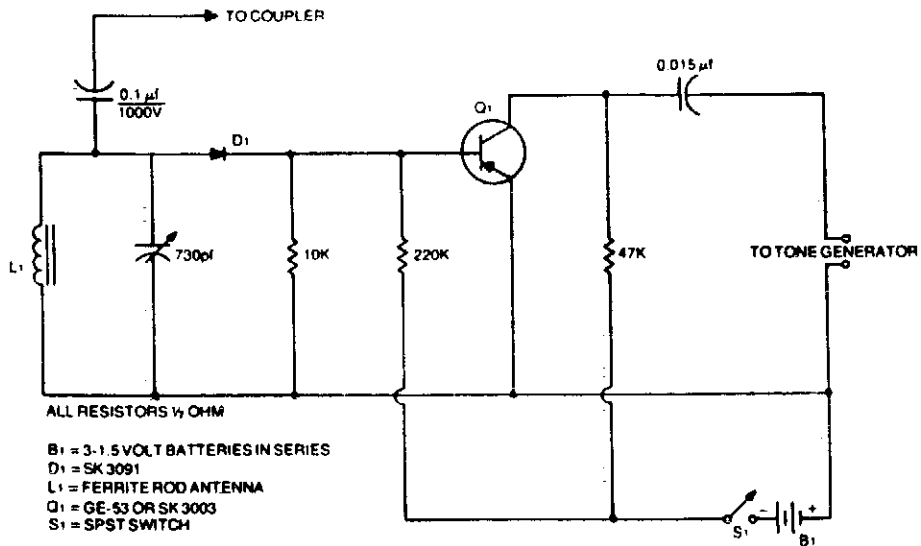 TO COUPLER
0.1 µf
1000V
0.015 µf
Q1
D1
L1
730pf
10K
220K
47K
TO TONE GENERATOR
ALL RESISTORS ½ OHM
B1 = 3-1.5 VOLT BATTERIES IN SERIES
D1 = SK 3091
L1 = FERRITE ROD ANTENNA
Q1 = GE-53 OR SK 3003
S1 = SPST SWITCH
S1
- +
B1